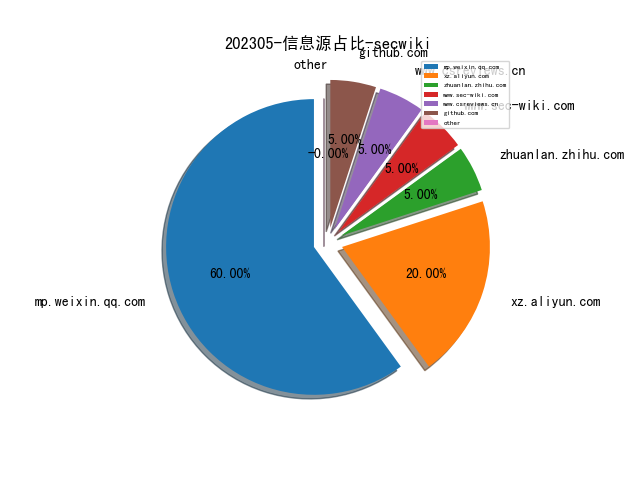 202305-信息源占比-secwiki
github.com
other
www.csreviews.cn
www.sec-wiki.com
zhuanlan.zhihu.com
xz.aliyun.com
mp.weixin.qq.com
mp.weixin.qq.com
xz.aliyun.com
zhuanlan.zhihu.com
www.sec-wiki.com
www.csreviews.cn
github.com
other
5.00%
-0.00%
5.00%
5.00%
5.00%
20.00%
60.00%